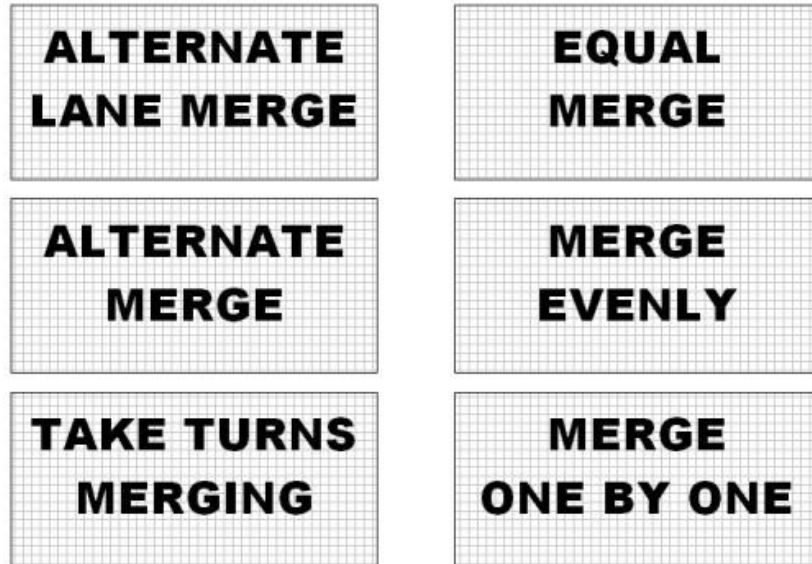 ALTERNATE
LANE MERGE
EQUAL
MERGE
ALTERNATE
MERGE
MERGE
EVENLY
TAKE TURNS
MERGING
MERGE
ONE BY ONE